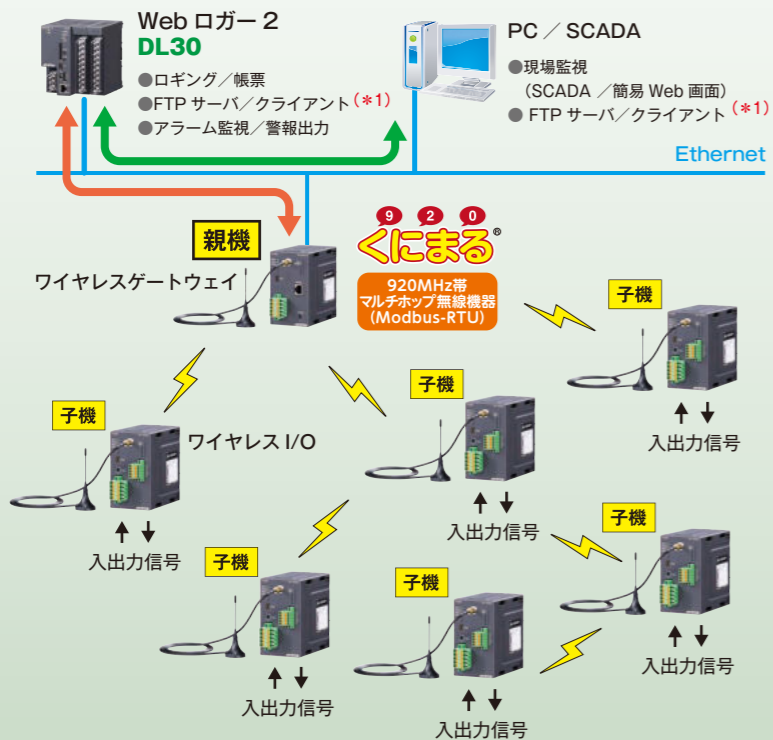 Web ロガー 2
DL30
●ロギング／帳票
●FTP サーバ／クライアント(＊1)
●アラーム監視／警報出力
PC ／ SCADA
●現場監視
（SCADA ／簡易 Web 画面）
● FTP サーバ／クライアント(＊1)
Ethernet
親機
ワイヤレスゲートウェイ
9 2 0
くにまる®
920MHz帯
マルチホップ無線機器
(Modbus-RTU)
子機
入出力信号
子機
ワイヤレス I/O
入出力信号
子機
入出力信号
子機
入出力信号
子機
入出力信号
子機
入出力信号